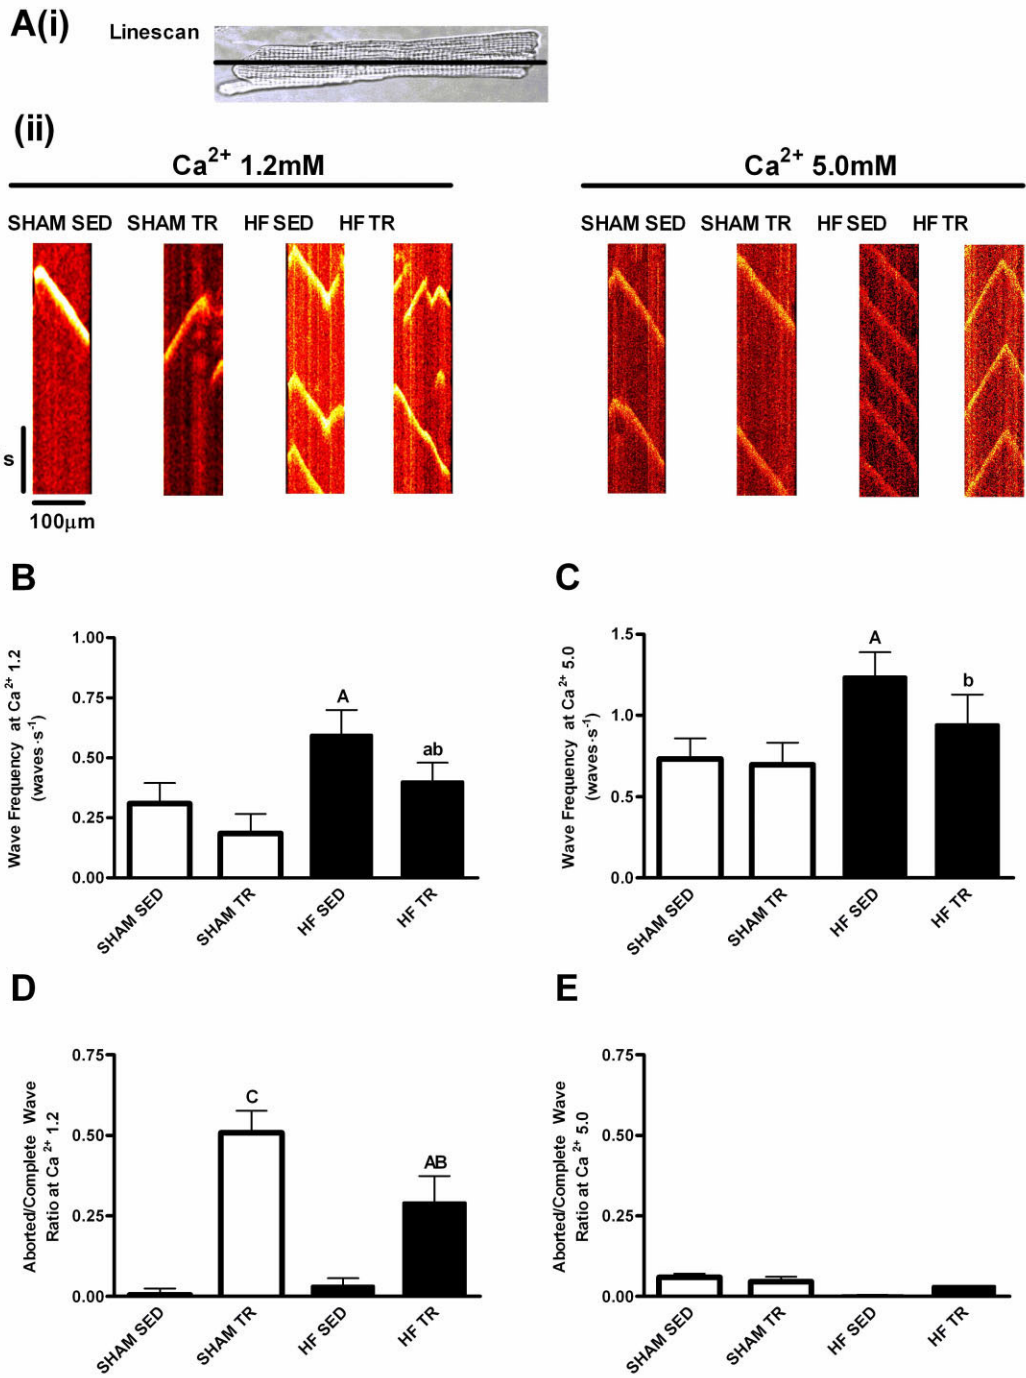 A(i) Linescan
(ii)
Ca²⁺ 1.2mM
Ca²⁺ 5.0mM
SHAM SED SHAM TR HF SED HF TR
SHAM SED SHAM TR HF SED HF TR
s
100μm
B
Wave Frequency at Ca²⁺ 1.2
(waves·s⁻¹)
1.00
0.75
0.50
0.25
0.00
A
ab
SHAM SED
SHAM TR
HF SED
HF TR
C
Wave Frequency at Ca²⁺ 5.0
(waves·s⁻¹)
1.5
1.0
0.5
0.0
A
b
SHAM SED
SHAM TR
HF SED
HF TR
D
Aborted/Complete Wave
Ratio at Ca²⁺ 1.2
0.75
0.50
0.25
0.00
C
AB
SHAM SED
SHAM TR
HF SED
HF TR
E
Aborted/Complete Wave
Ratio at Ca²⁺ 5.0
0.75
0.50
0.25
0.00
SHAM SED
SHAM TR
HF SED
HF TR